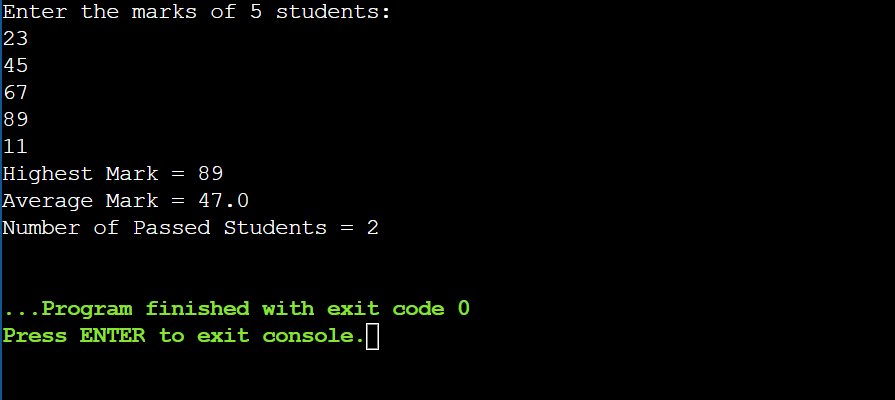 Enter the marks of 5 students:
23
45
67
89
11
Highest Mark = 89
Average Mark = 47.0
Number of Passed Students = 2
...Program finished with exit code 0
Press ENTER to exit console.